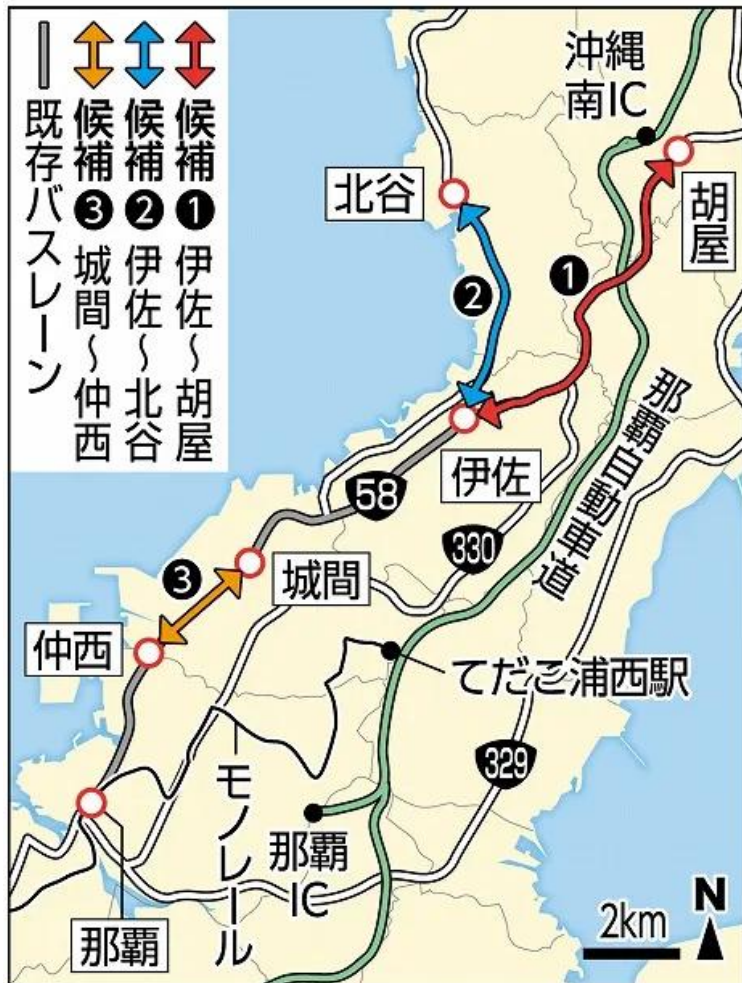 候補❶ 伊佐～胡屋
候補❷ 伊佐～北谷
候補❸ 城間～仲西
既存バスレーン
沖縄
南IC
胡屋
北谷
❶
❷
伊佐
58
330
那覇自動車道
❸
城間
仲西
てだこ浦西駅
329
モノレール
那覇
IC
那覇
2km
N